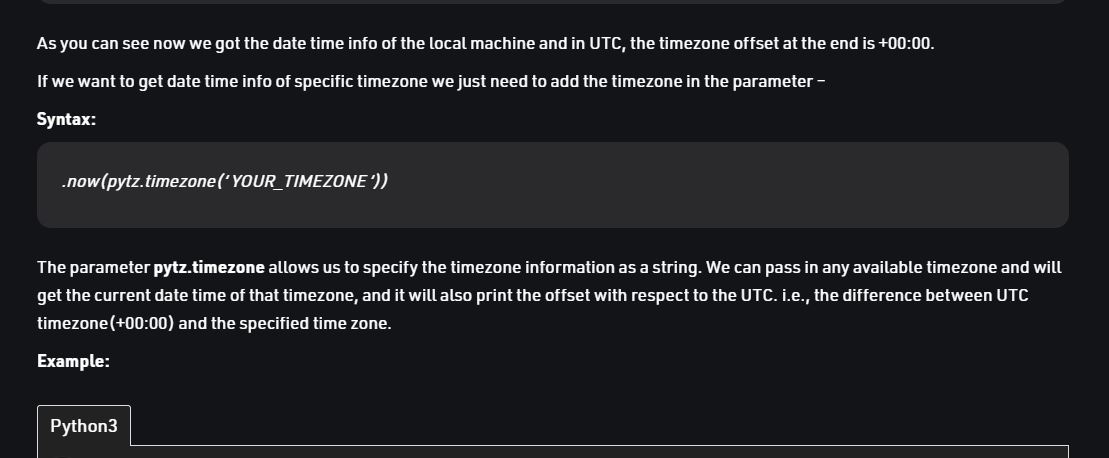 As you can see now we got the date time info of the local machine and in UTC, the timezone offset at the end is +00:00.
If we want to get date time info of specific timezone we just need to add the timezone in the parameter –
Syntax:
.now(pytz.timezone(‘YOUR_TIMEZONE’))
The parameter pytz.timezone allows us to specify the timezone information as a string. We can pass in any available timezone and will
get the current date time of that timezone, and it will also print the offset with respect to the UTC. i.e., the difference between UTC
timezone(+00:00) and the specified time zone.
Example:
Python3